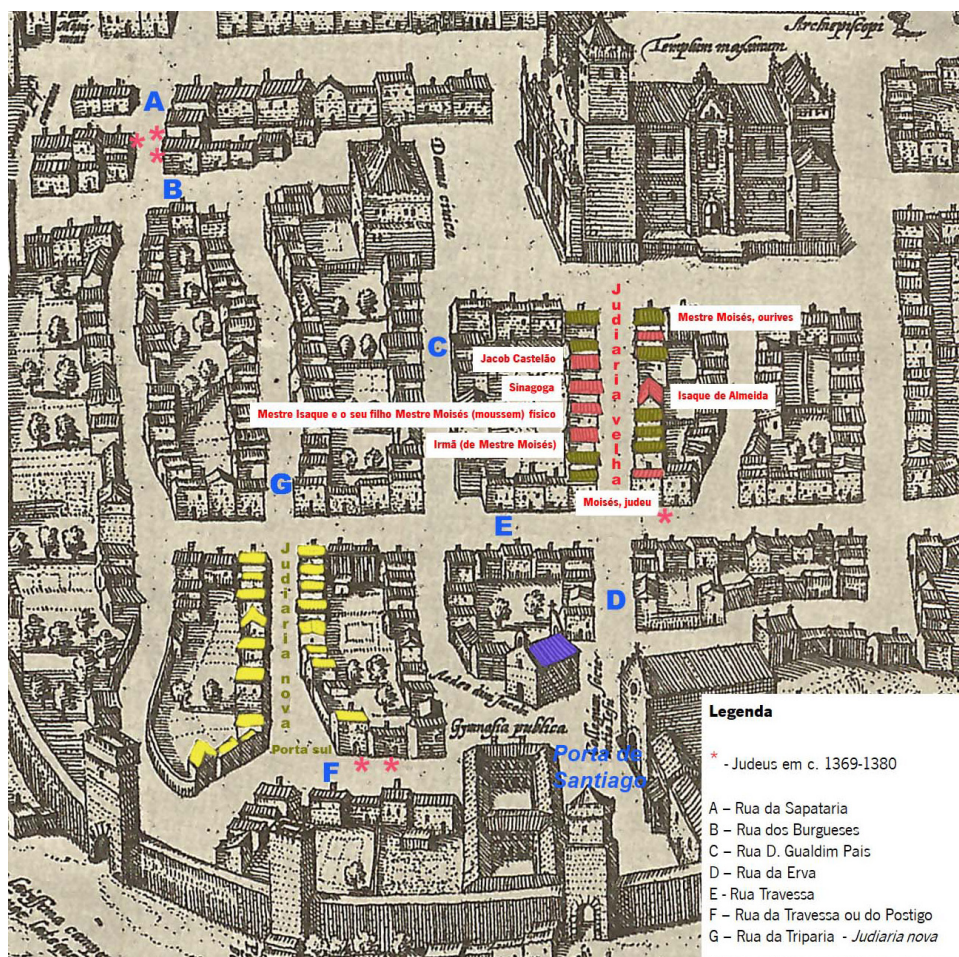 Archiepiscopi
Templum maximum
A
B
Domus civica
Judiaria velha
Mestre Moisés, ourives
C
Jacob Castelão
Sinagoga
Isaque de Almeida
Mestre Isaque e o seu filho Mestre Moisés (moussem) físico
Irmã (de Mestre Moisés)
G
Moisés, judeu
*
E
Judiaria nova
D
Gymnasia publica
Porta sul
Porta de
Santiago
F
* *
Legenda
* - Judeus em c. 1369-1380
A – Rua da Sapataria
B – Rua dos Burgueses
C – Rua D. Gualdim Pais
D – Rua da Erva
E - Rua Travessa
F – Rua da Travessa ou do Postigo
G – Rua da Triparia - Judiaria nova